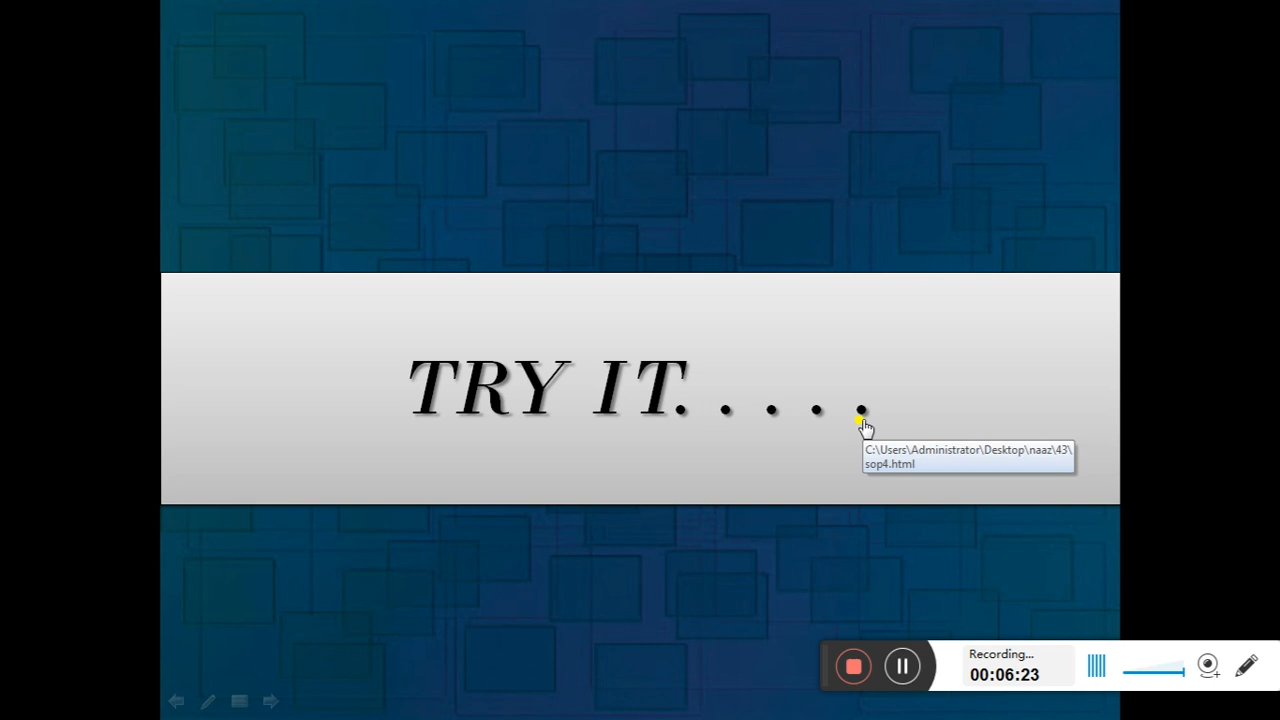 TRY IT. . . . .
C:\Users\Administrator\Desktop\naaz\43\
sop4.html
Recording...
00:06:23